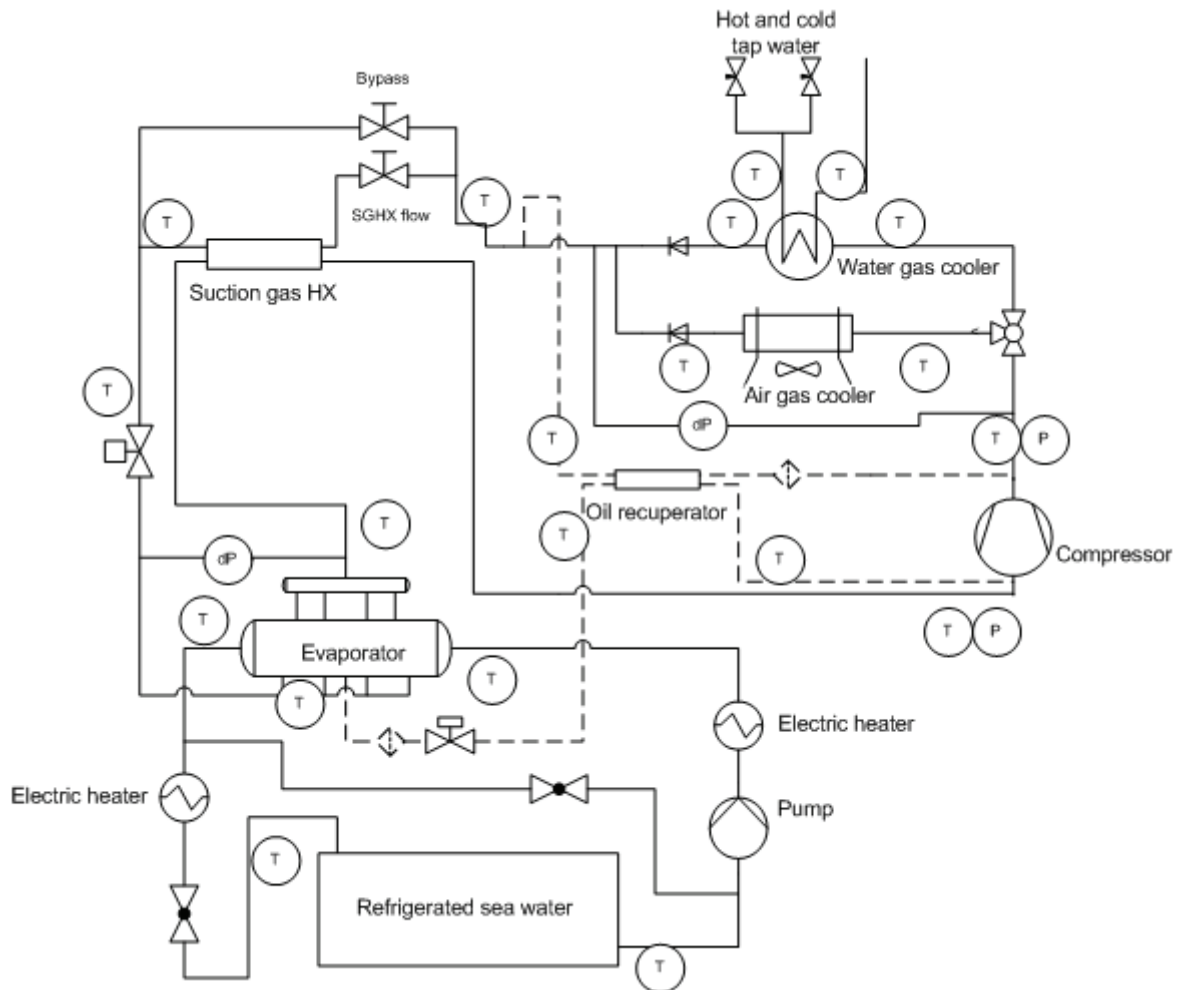 Hot and cold
tap water
Bypass
T
T
T
T
SGHX flow
T
T
Water gas cooler
Suction gas HX
T
T
T
Air gas cooler
dP
T
T
P
Oil recuperator
T
T
T
Compressor
dP
T
T
P
Evaporator
T
T
Electric heater
Electric heater
Pump
T
Refrigerated sea water
T